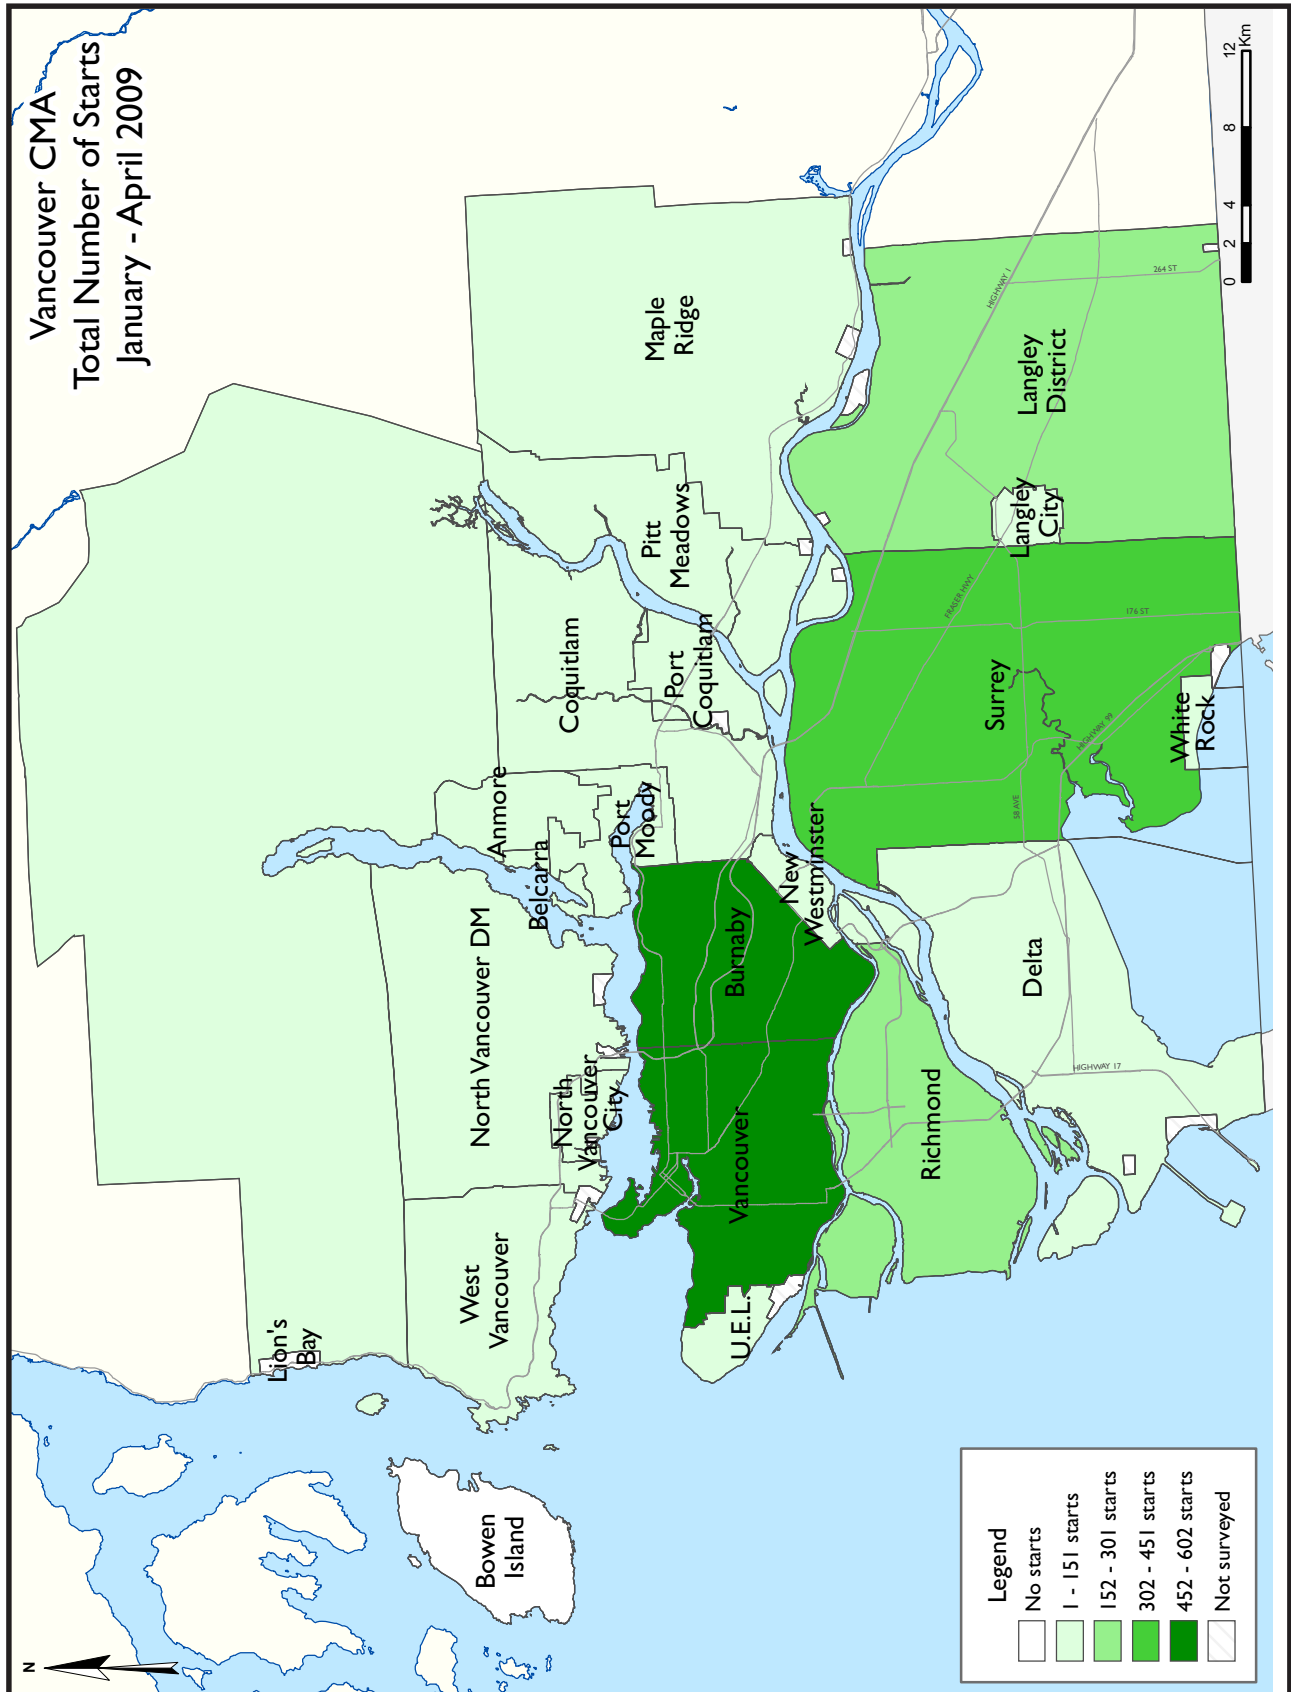 Vancouver CMA
Total Number of Starts
January - April 2009
N
Lion's
Bay
Bowen
Island
West
Vancouver
North Vancouver DM
North
Vancouver
City
Anmore
Belcarra
Port
Moody
Coquitlam
Port
Coquitlam
Pitt
Meadows
Maple
Ridge
U.E.L.
Vancouver
Burnaby
New
Westminster
Richmond
Delta
Surrey
White
Rock
Langley
City
Langley
District
HIGHWAY 1
264 ST
FRASER HWY
176 ST
HIGHWAY 99
58 AVE
HIGHWAY 17
Legend
No starts
1 - 151 starts
152 - 301 starts
302 - 451 starts
452 - 602 starts
Not surveyed
0 2 4 8 12
Km